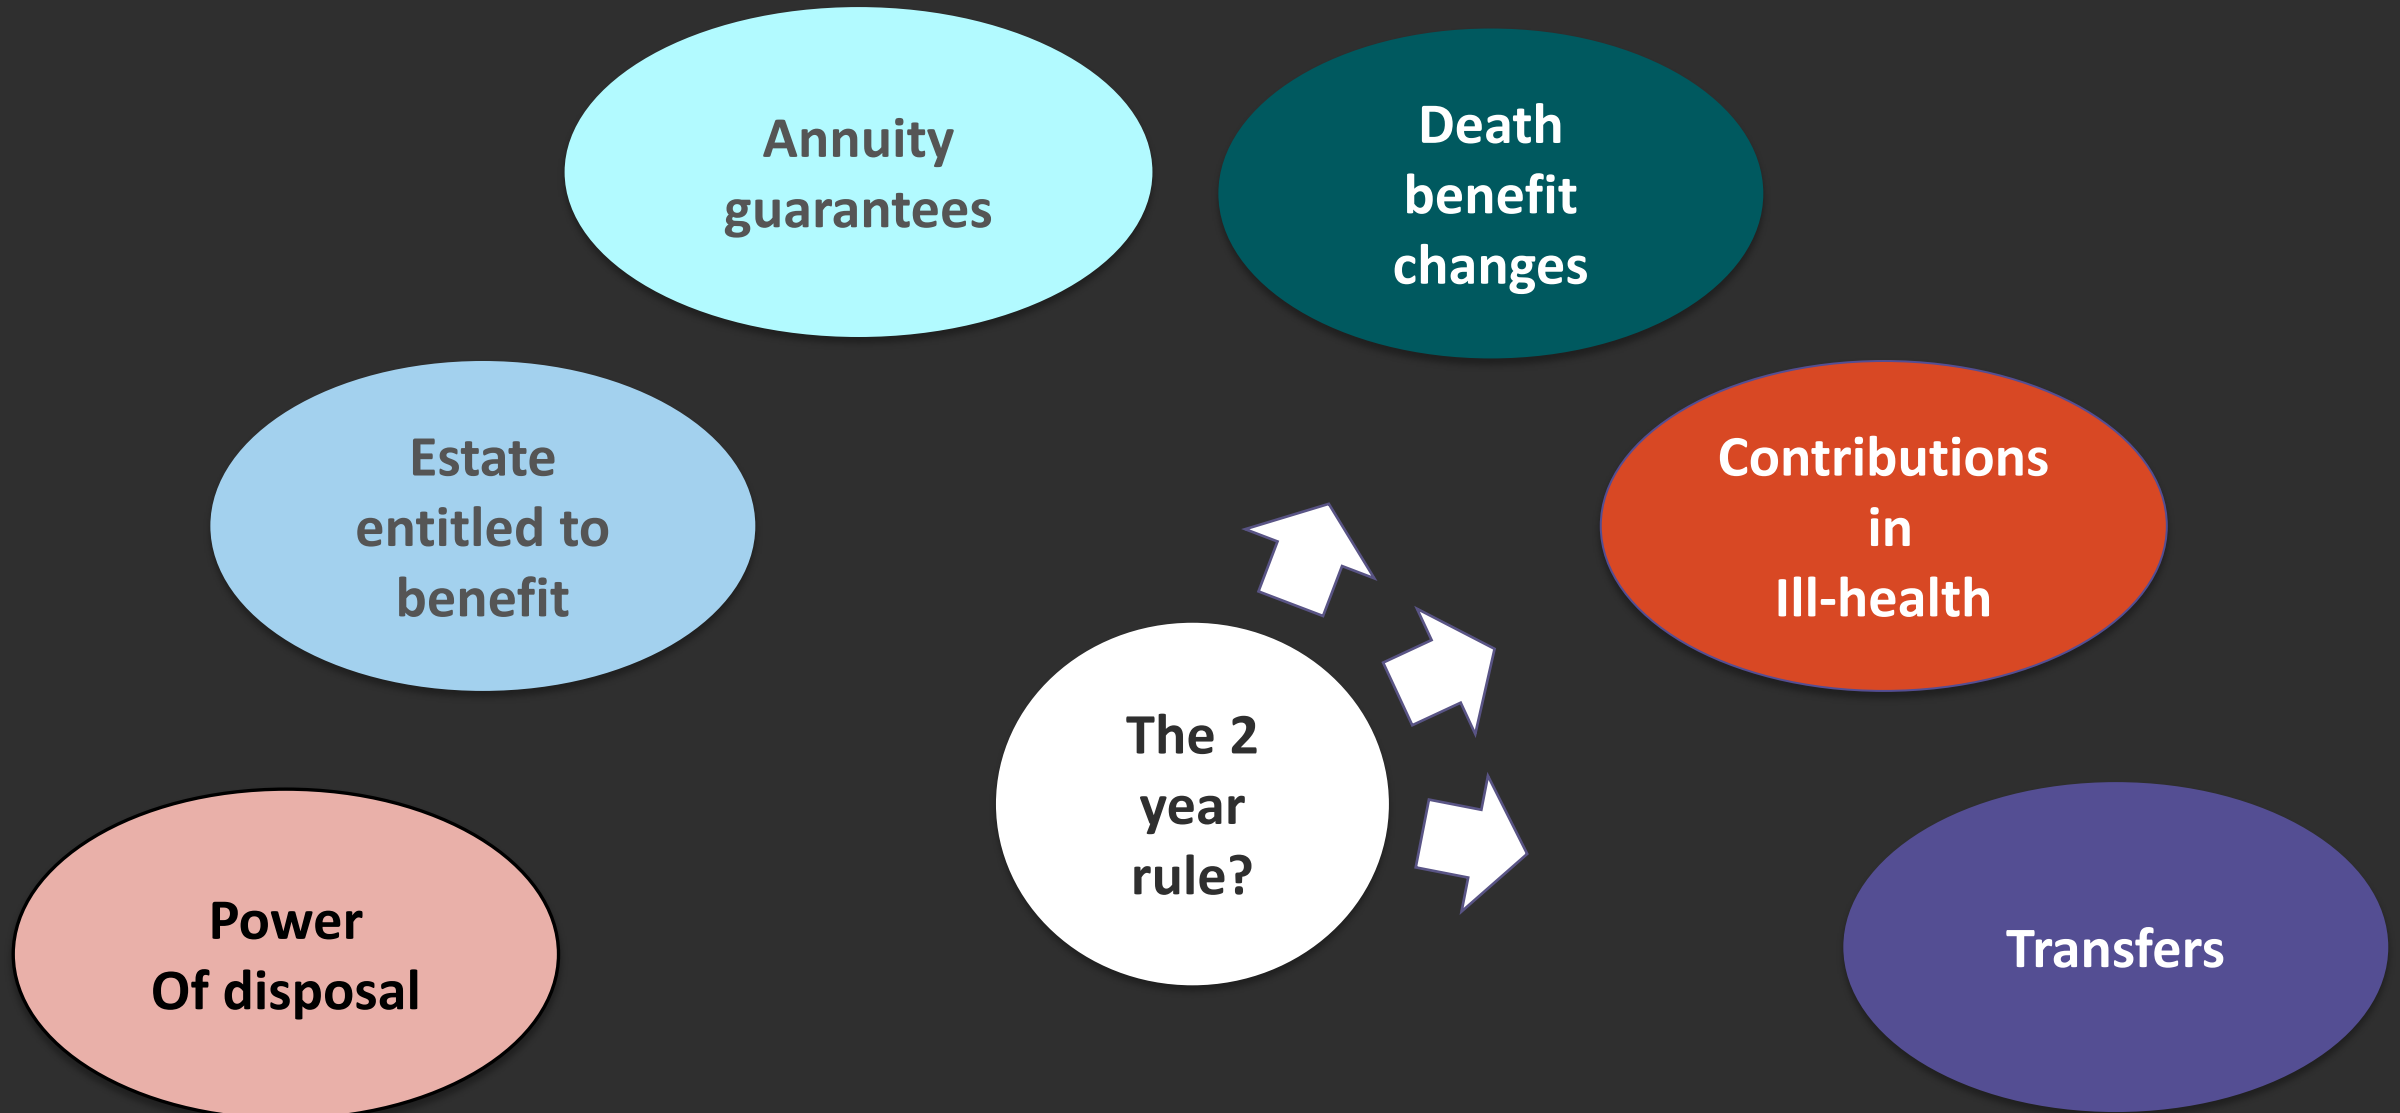 Annuity
guarantees
Death
benefit
changes
Estate
entitled to
benefit
Contributions
in
Ill-health
The 2
year
rule?
Power
Of disposal
Transfers